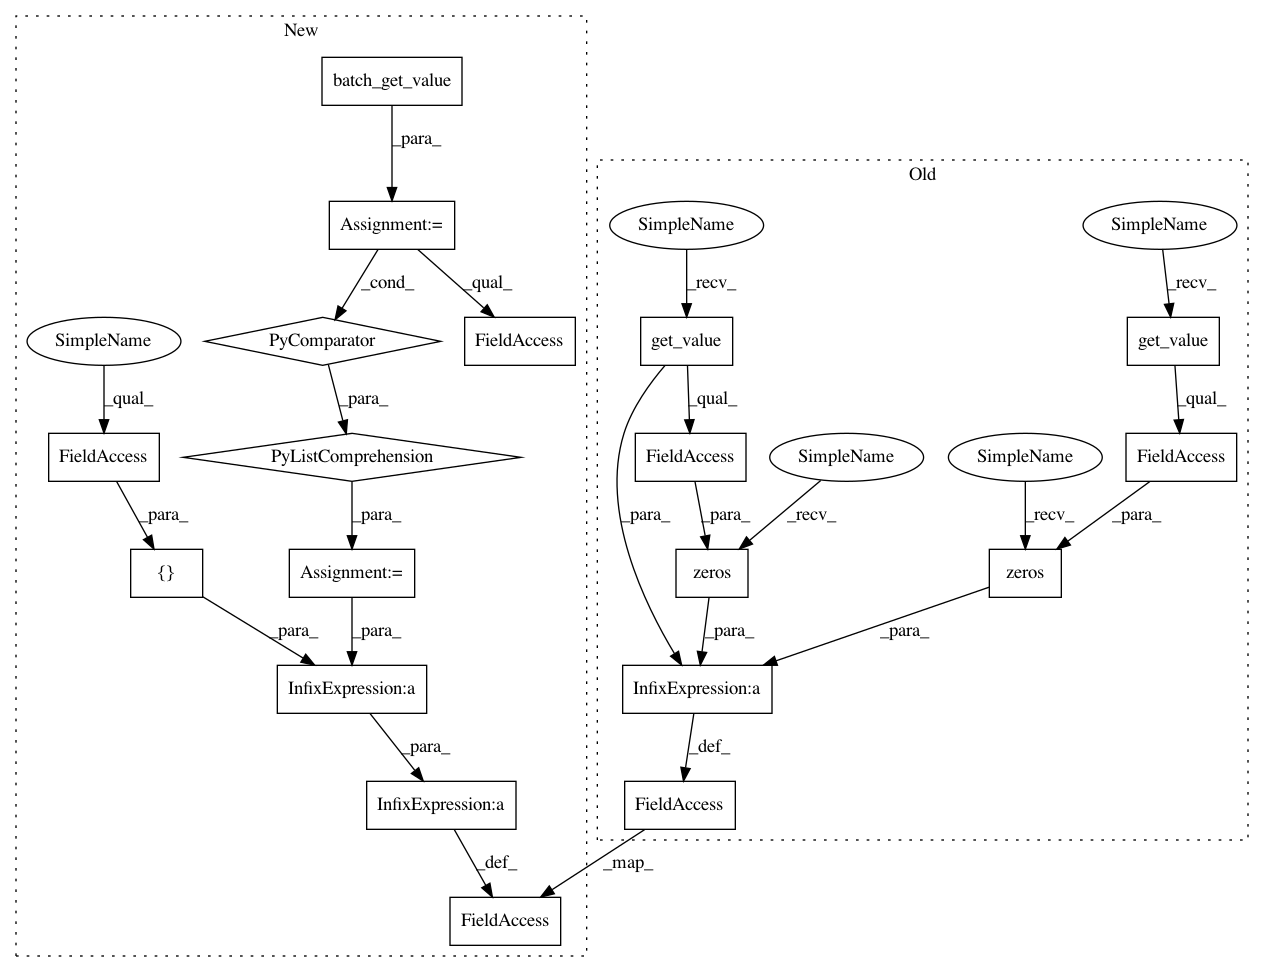 New
batch_get_value
_para_
Old
Assignment:=
SimpleName
SimpleName
_cond_
_qual_
_recv_
_recv_
SimpleName
PyComparator
FieldAccess
get_value
get_value
_qual_
_para_
_qual_
_qual_
FieldAccess
PyListComprehension
FieldAccess
SimpleName
SimpleName
FieldAccess
_para_
_para_
_para_
_para_
_recv_
_recv_
_para_
{}
Assignment:=
zeros
zeros
_para_
_para_
_para_
_para_
InfixExpression:a
InfixExpression:a
_para_
_def_
InfixExpression:a
FieldAccess
_def_
_map_
FieldAccess